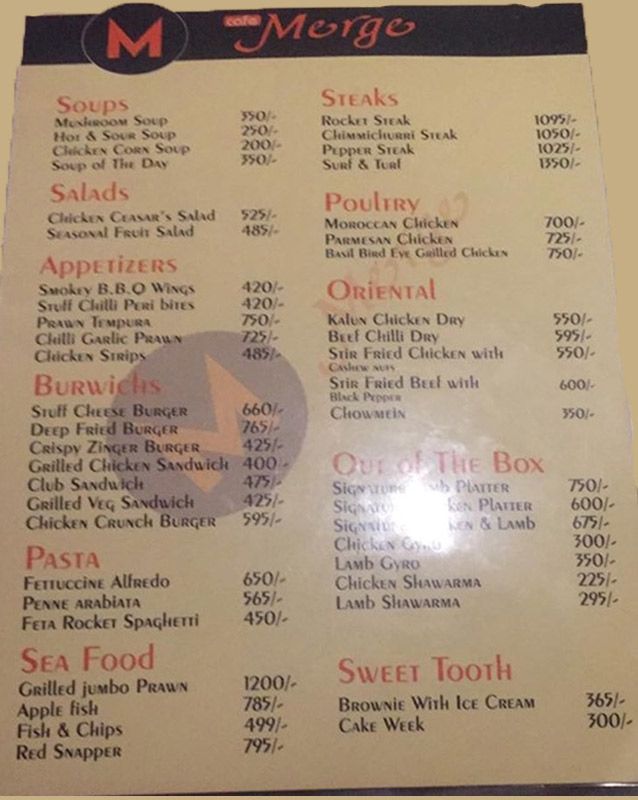 M
cafe Merge
Soups
Mushroom Soup 350/-
Hot & Sour Soup 250/-
Chicken Corn Soup 200/-
Soup of The Day 350/-
Salads
Chicken Ceasar's Salad 525/-
Seasonal Fruit Salad 485/-
Appetizers
Smokey B.B.Q Wings 420/-
Stuff Chilli Peri bites 420/-
Prawn Tempura 750/-
Chilli Garlic Prawn 725/-
Chicken Strips 485/-
Burwichs
Stuff Cheese Burger 660/-
Deep Fried Burger 765/-
Crispy Zinger Burger 425/-
Grilled Chicken Sandwich 400/-
Club Sandwich 475/-
Grilled Veg Sandwich 425/-
Chicken Crunch Burger 595/-
Pasta
Fettuccine Alfredo 650/-
Penne arabiata 565/-
Feta Rocket Spaghetti 450/-
Sea Food
Grilled jumbo Prawn 1200/-
Apple fish 785/-
Fish & Chips 499/-
Red Snapper 795/-
Steaks
Rocket Steak 1095/-
Chimmichurri Steak 1050/-
Pepper Steak 1025/-
Surf & Turf 1350/-
Poultry
Moroccan Chicken 700/-
Parmesan Chicken 725/-
Basil Bird Eye Grilled Chicken 750/-
Oriental
Kalun Chicken Dry 550/-
Beef Chilli Dry 595/-
Stir Fried Chicken with 550/-
Cashew nuts
Stir Fried Beef with 600/-
Black Pepper
Chowmein 350/-
Out of The Box
Signature Lamb Platter 750/-
Signature Chicken Platter 600/-
Signature Chicken & Lamb 675/-
Chicken Gyro 300/-
Lamb Gyro 350/-
Chicken Shawarma 225/-
Lamb Shawarma 295/-
Sweet Tooth
Brownie With Ice Cream 365/-
Cake Week 300/-